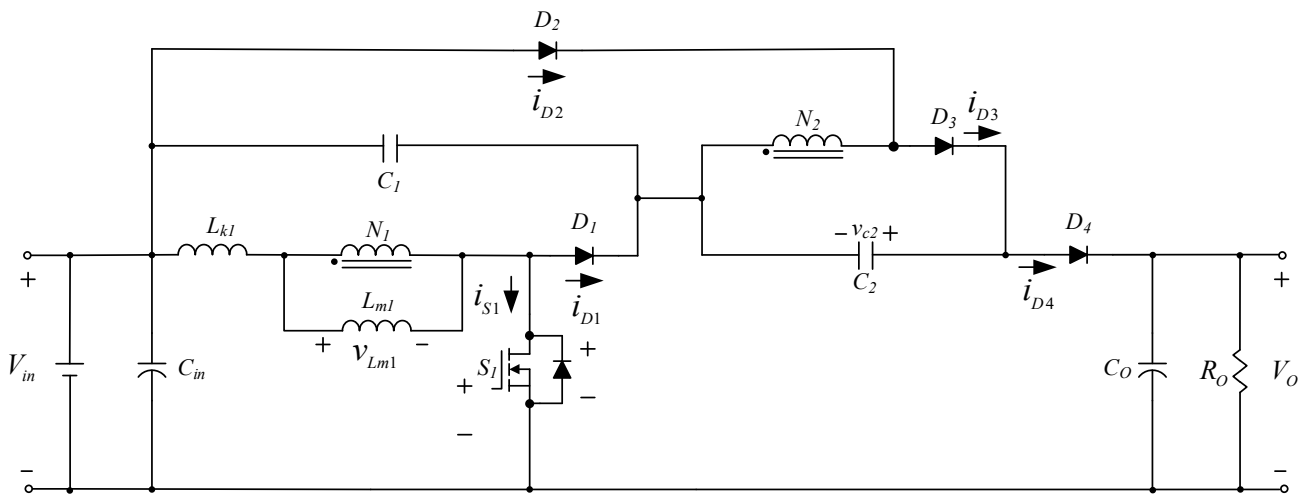 D2
iD2
N2
D3
iD3
C1
Lk1
N1
D1
- vc2 +
C2
D4
+
iS1
iD1
iD4
+
Lm1
+ vLm1 -
Vin
Cin
S1
+
+
-
-
CO
RO
VO
-
-